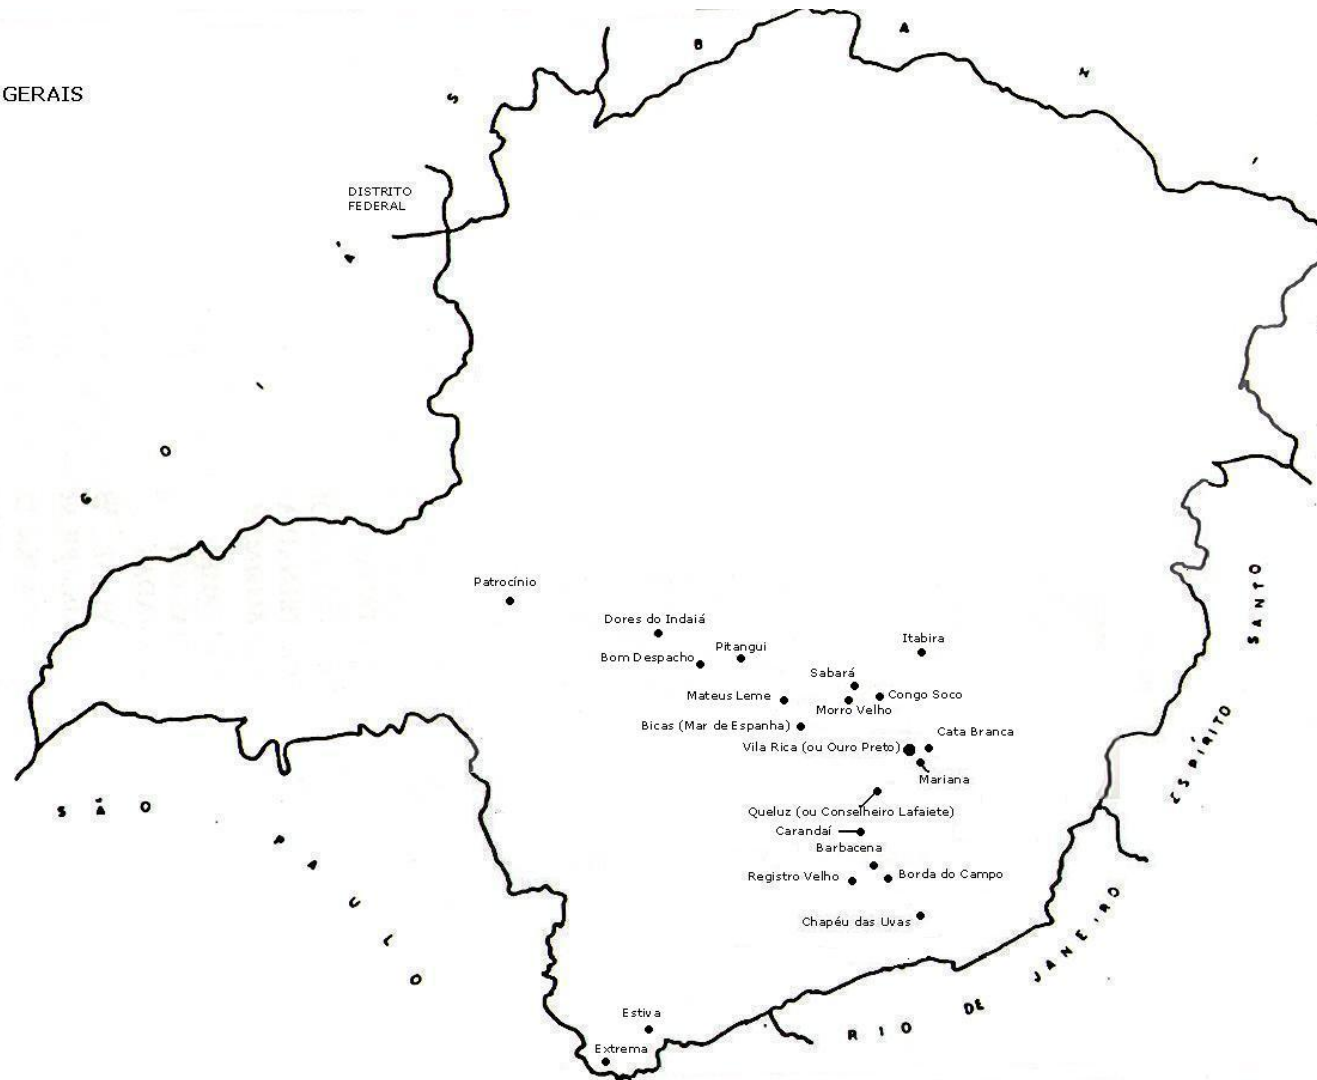 GERAIS
B A H I A
DISTRITO
FEDERAL
G O I Á S
Patrocínio
Dores do Indaiá
Pitangui
Bom Despacho
Itabira
Sabará
Mateus Leme
Congo Soco
Morro Velho
Bicas (Mar de Espanha)
Cata Branca
Vila Rica (ou Ouro Preto)
Mariana
Queluz (ou Conselheiro Lafaiete)
Carandaí
Barbacena
Registro Velho
Borda do Campo
Chapéu das Uvas
Estiva
Extrema
ESPÍRITO SANTO
SÃO PAULO
RIO DE JANEIRO